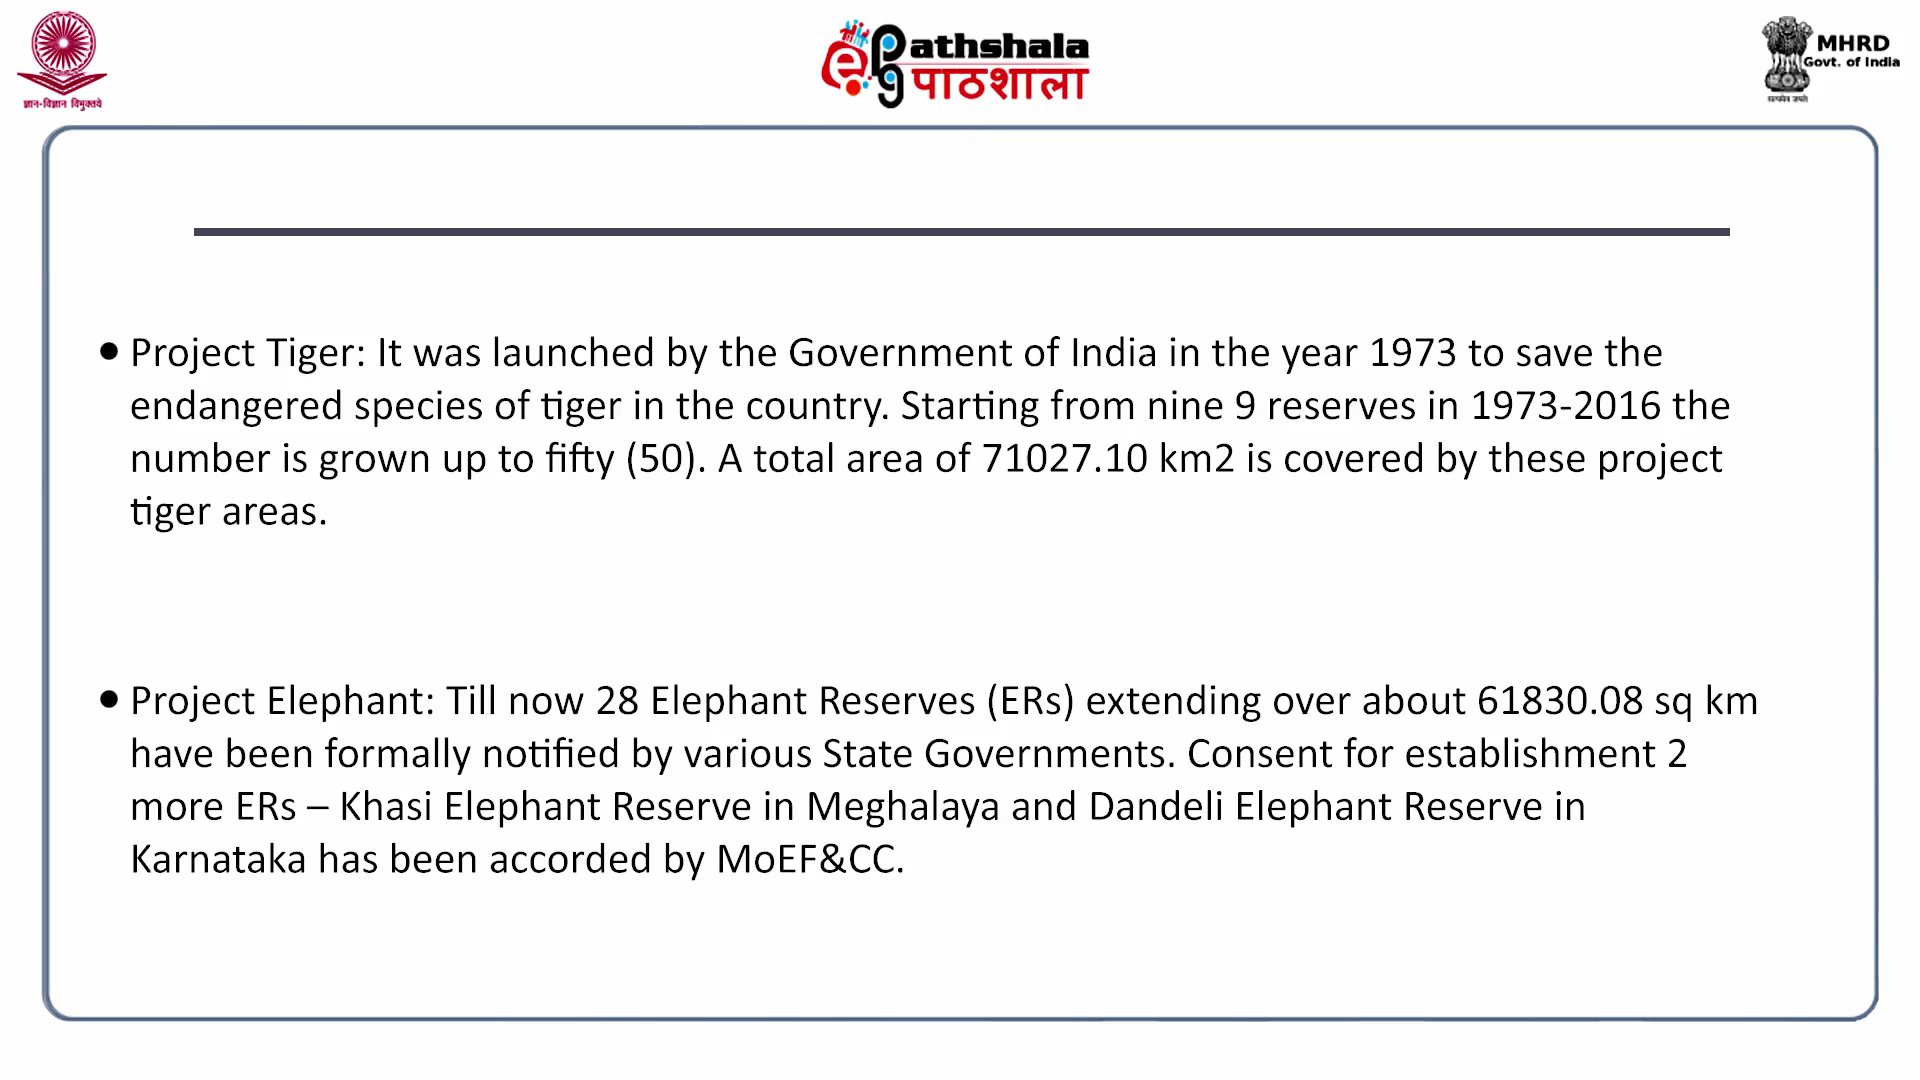 ज्ञान-विज्ञान विमुक्तये
ePathshala
पाठशाला
MHRD
Govt. of India
सत्यमेव जयते
• Project Tiger: It was launched by the Government of India in the year 1973 to save the
endangered species of tiger in the country. Starting from nine 9 reserves in 1973-2016 the
number is grown up to fifty (50). A total area of 71027.10 km2 is covered by these project
tiger areas.
• Project Elephant: Till now 28 Elephant Reserves (ERs) extending over about 61830.08 sq km
have been formally notified by various State Governments. Consent for establishment 2
more ERs – Khasi Elephant Reserve in Meghalaya and Dandeli Elephant Reserve in
Karnataka has been accorded by MoEF&CC.